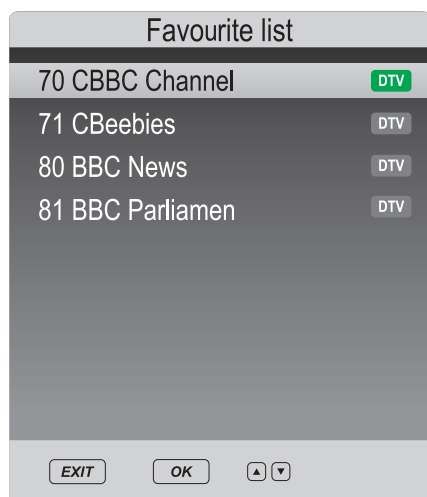 Favourite list
70 CBBC Channel DTV
71 CBeebies DTV
80 BBC News DTV
81 BBC Parliamen DTV
EXIT OK ▲ ▼